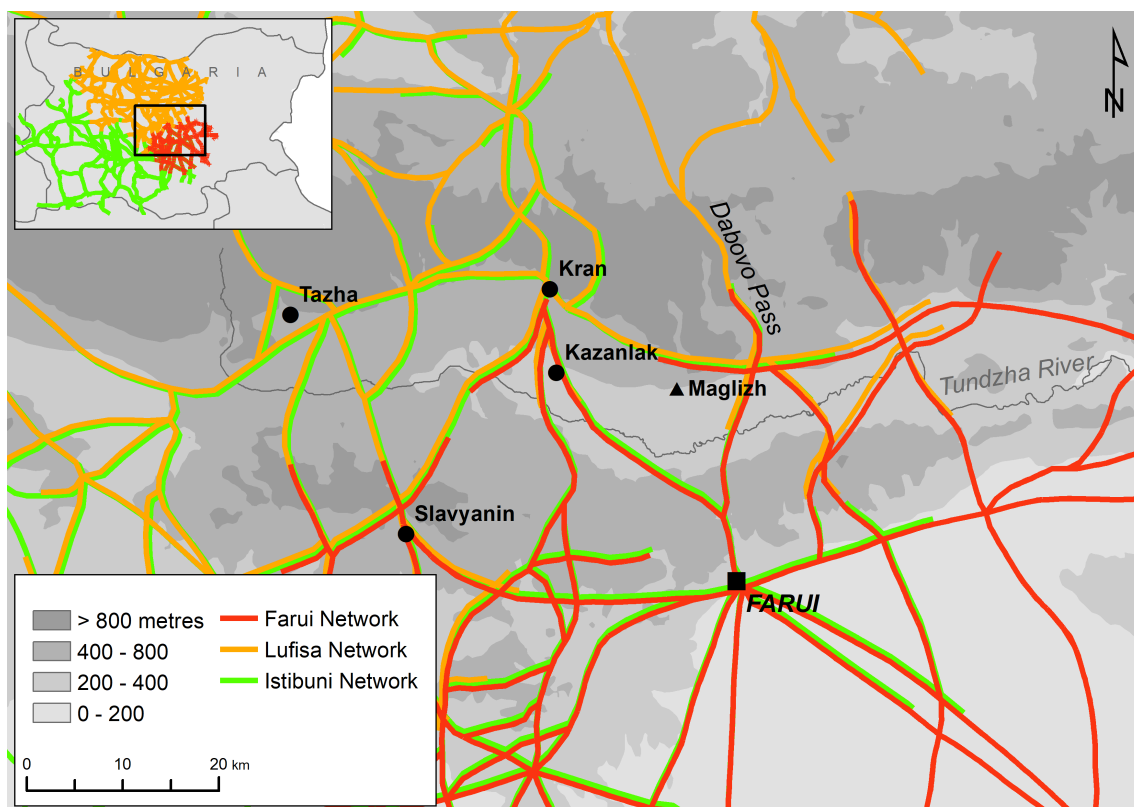 BULGARIA
N
Dabovo Pass
Kran
Tazha
Kazanlak
Maglizh
Tundzha River
Slavyanin
FARUI
> 800 metres
400 - 800
200 - 400
0 - 200
Farui Network
Lufisa Network
Istibuni Network
0 10 20 km